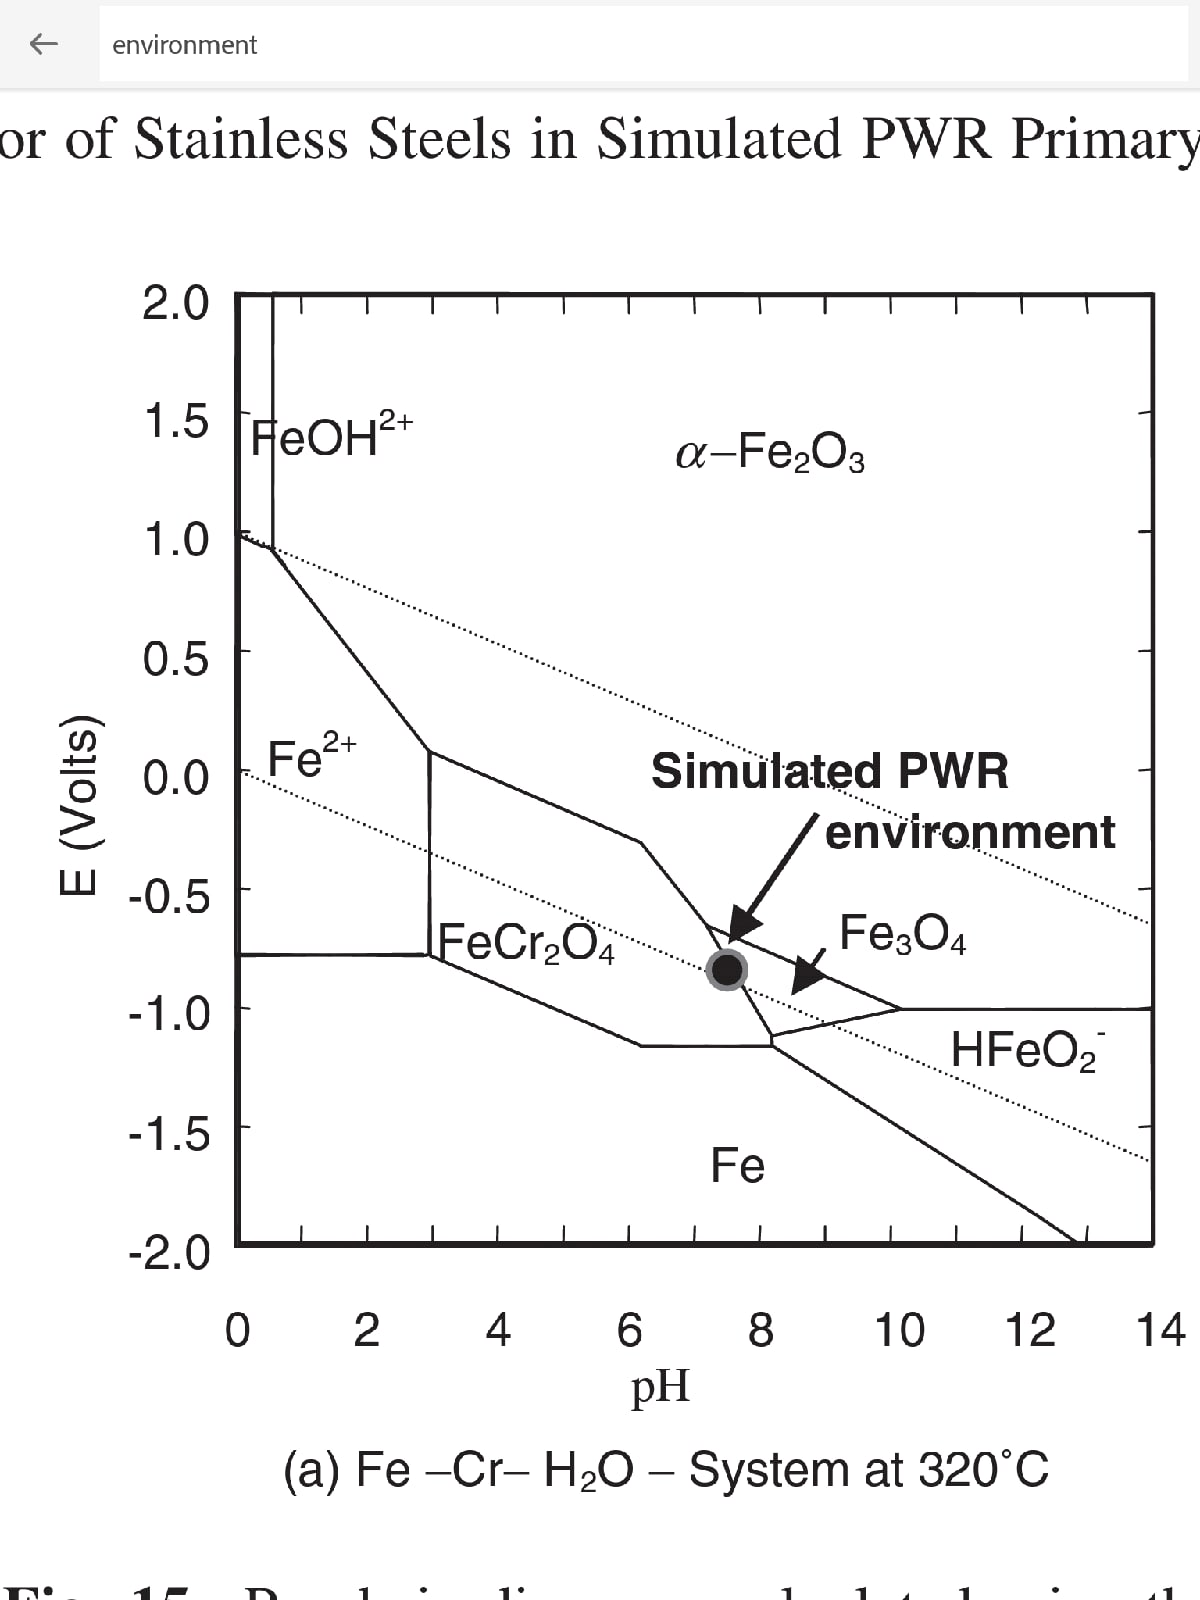 environment
or of Stainless Steels in Simulated PWR Primary
2.0
1.5
FeOH²⁺
α–Fe₂O₃
1.0
0.5
E (Volts)
Fe²⁺
0.0
Simulated PWR
environment
-0.5
FeCr₂O₄
Fe₃O₄
-1.0
HFeO₂⁻
-1.5
Fe
-2.0
0 2 4 6 8 10 12 14
pH
(a) Fe –Cr– H₂O – System at 320°C